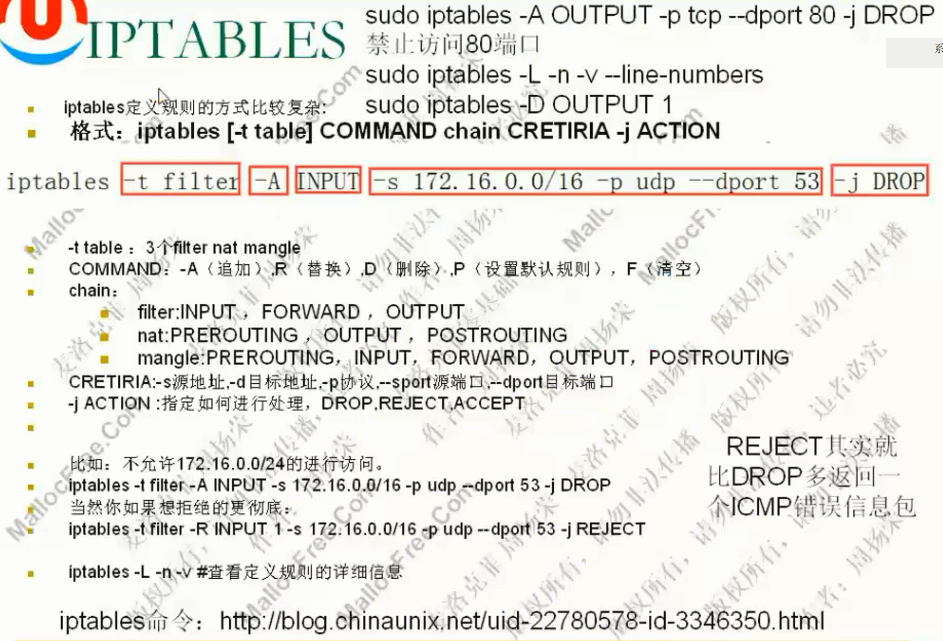 IPTABLES
sudo iptables -A OUTPUT -p tcp --dport 80 -j DROP
禁止访问80端口
sudo iptables -L -n -v --line-numbers
sudo iptables -D OUTPUT 1
iptables定义规则的方式比较复杂:
格式：iptables [-t table] COMMAND chain CRETIRIA -j ACTION
iptables -t filter -A INPUT -s 172.16.0.0/16 -p udp --dport 53 -j DROP
-t table ：3个filter nat mangle
COMMAND：-A（追加）,R（替换）,D（删除）,P（设置默认规则），F（清空）
chain：
filter:INPUT ，FORWARD ，OUTPUT
nat:PREROUTING ，OUTPUT ，POSTROUTING
mangle:PREROUTING，INPUT，FORWARD，OUTPUT，POSTROUTING
CRETIRIA:-s源地址,-d目标地址,-p协议,--sport源端口,--dport目标端口
-j ACTION :指定如何进行处理，DROP,REJECT,ACCEPT
比如：不允许172.16.0.0/24的进行访问。
iptables -t filter -A INPUT -s 172.16.0.0/16 -p udp --dport 53 -j DROP
当然你如果想拒绝的更彻底：
iptables -t filter -R INPUT 1 -s 172.16.0.0/16 -p udp --dport 53 -j REJECT
REJECT其实就
比DROP多返回一
个ICMP错误信息包
iptables -L -n -v #查看定义规则的详细信息
iptables命令：http://blog.chinaunix.net/uid-22780578-id-3346350.html